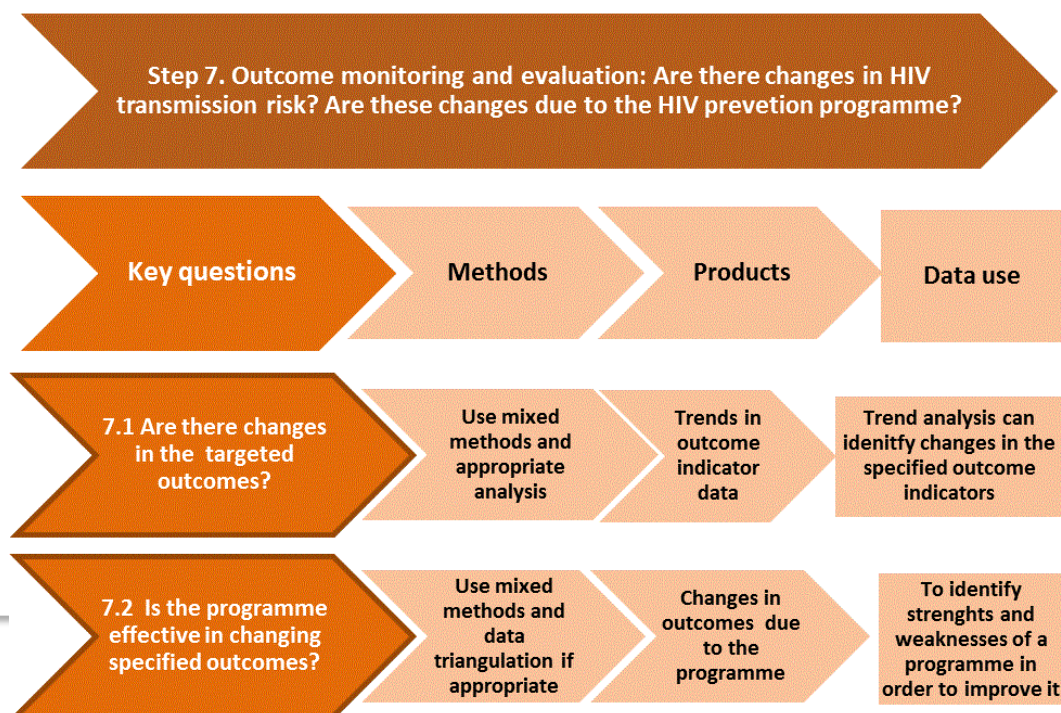 Step 7. Outcome monitoring and evaluation: Are there changes in HIV
transmission risk? Are these changes due to the HIV prevetion programme?
Key questions
Methods
Products
Data use
7.1 Are there changes
in the targeted
outcomes?
Use mixed
methods and
appropriate
analysis
Trends in
outcome
indicator
data
Trend analysis can
idenitfy changes in the
specified outcome
indicators
7.2 Is the programme
effective in changing
specified outcomes?
Use mixed
methods and
data
triangulation if
appropriate
Changes in
outcomes due
to the
programme
To identify
strenghts and
weaknesses of a
programme in
order to improve it